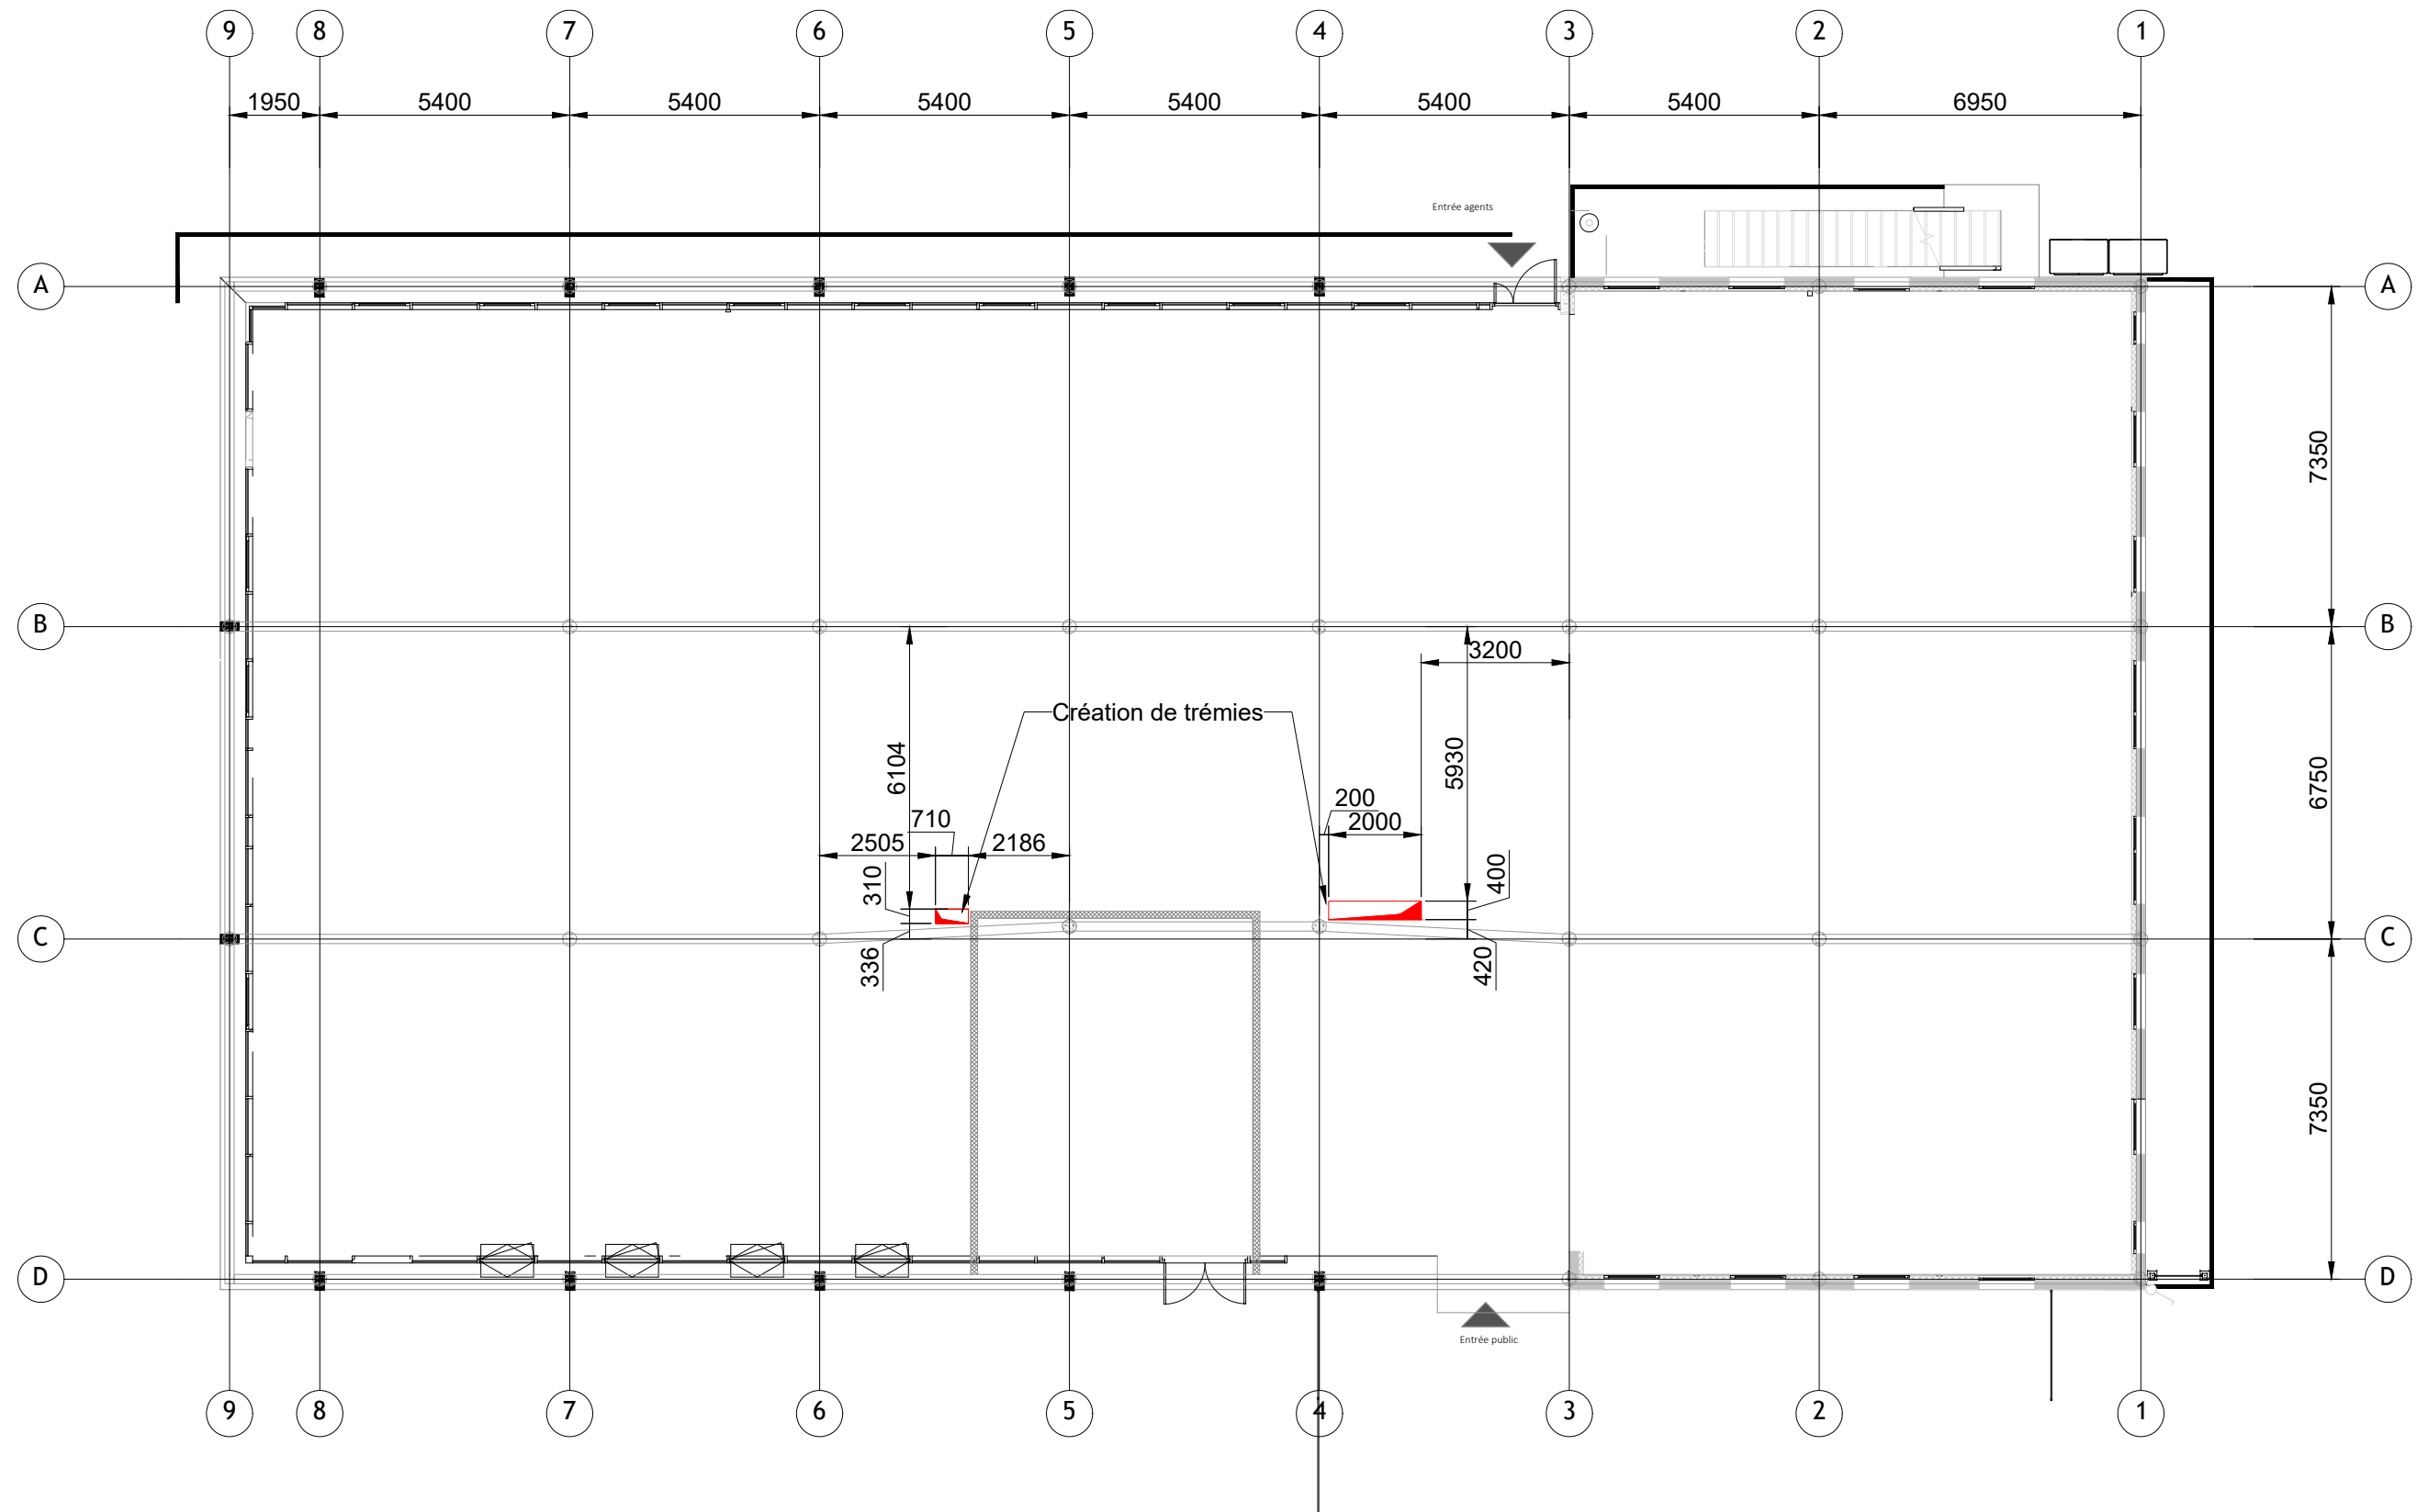 9 8 7 6 5 4 3 2 1
1950 5400 5400 5400 5400 5400 5400 6950
Entrée agents
A A
7350
B B
3200
Création de trémies
6104 5930 6750
200
710 2000
2505 2186
310 400
C C
336 420
7350
D D
Entrée public
9 8 7 6 5 4 3 2 1